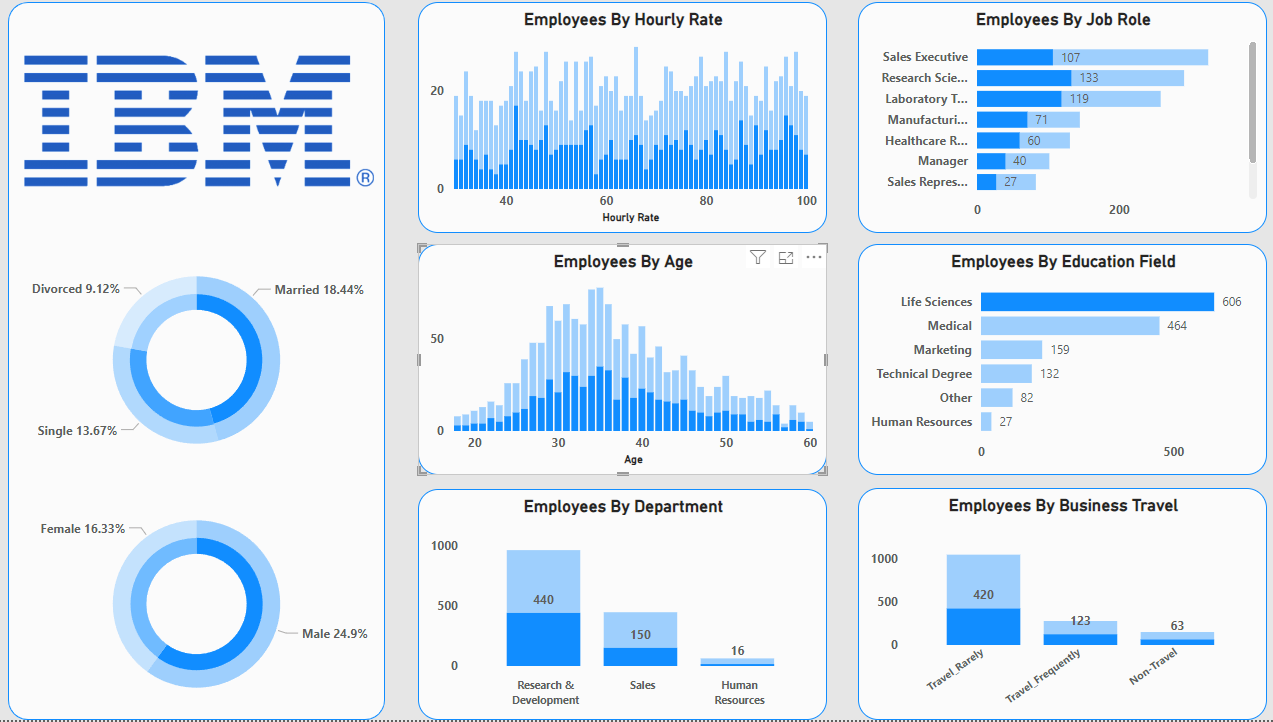 IBM®
Divorced 9.12%
Married 18.44%
Single 13.67%
Female 16.33%
Male 24.9%
Employees By Hourly Rate
20
0
40 60 80 100
Hourly Rate
Employees By Age
50
0
20 30 40 50 60
Age
Employees By Department
1000
500
0
440
150
16
Research &
Development
Sales
Human
Resources
Employees By Job Role
Sales Executive 107
Research Scie... 133
Laboratory T... 119
Manufacturi... 71
Healthcare R... 60
Manager 40
Sales Repres... 27
0 200
Employees By Education Field
Life Sciences 606
Medical 464
Marketing 159
Technical Degree 132
Other 82
Human Resources 27
0 500
Employees By Business Travel
1000
500
0
420
123
63
Travel_Rarely
Travel_Frequently
Non-Travel